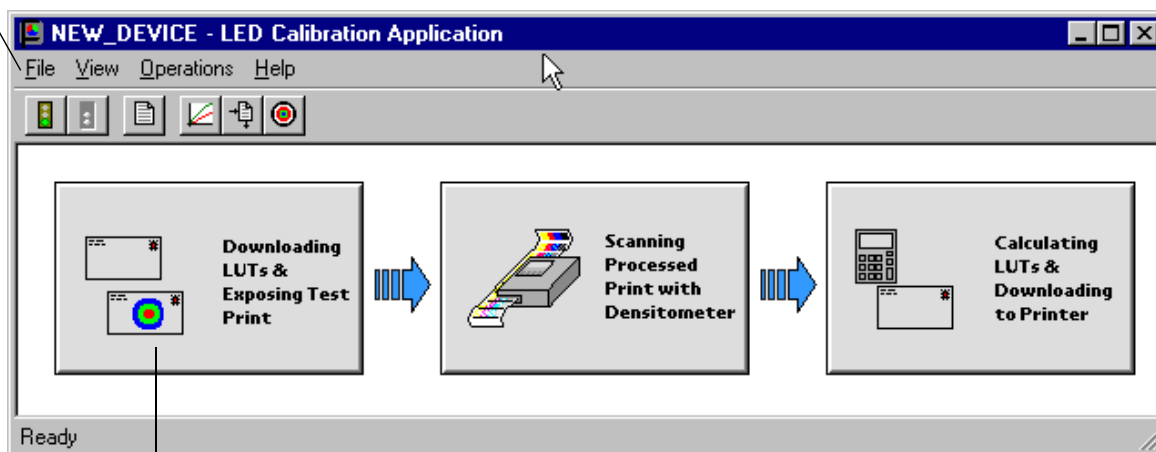 NEW_DEVICE - LED Calibration Application
File View Operations Help
Downloading
LUTs &
Exposing Test
Print
Scanning
Processed
Print with
Densitometer
Calculating
LUTs &
Downloading
to Printer
Ready